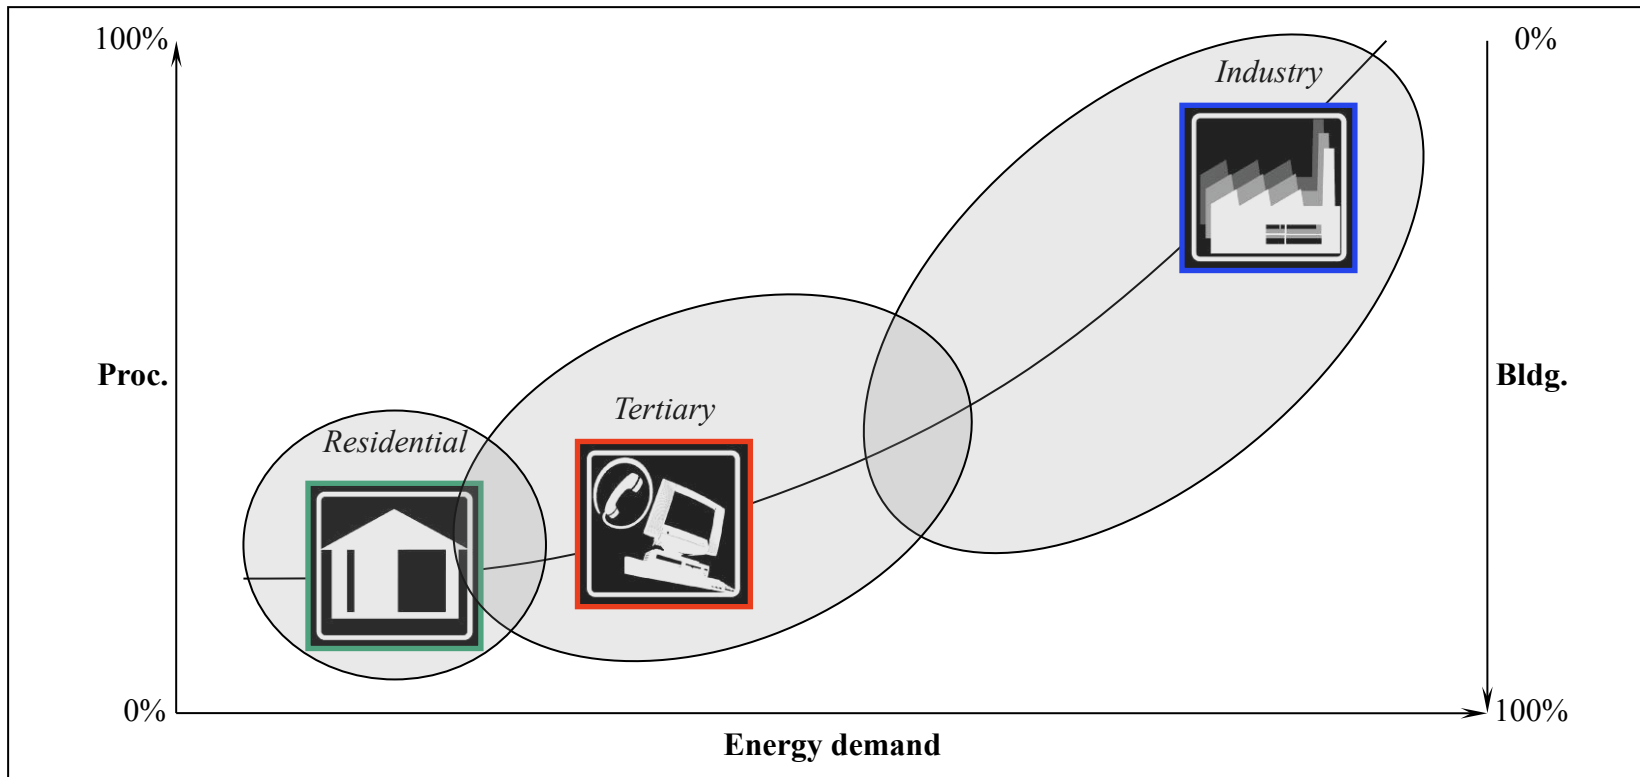 100%
0%
Industry
Proc.
Bldg.
Tertiary
Residential
0%
100%
Energy demand